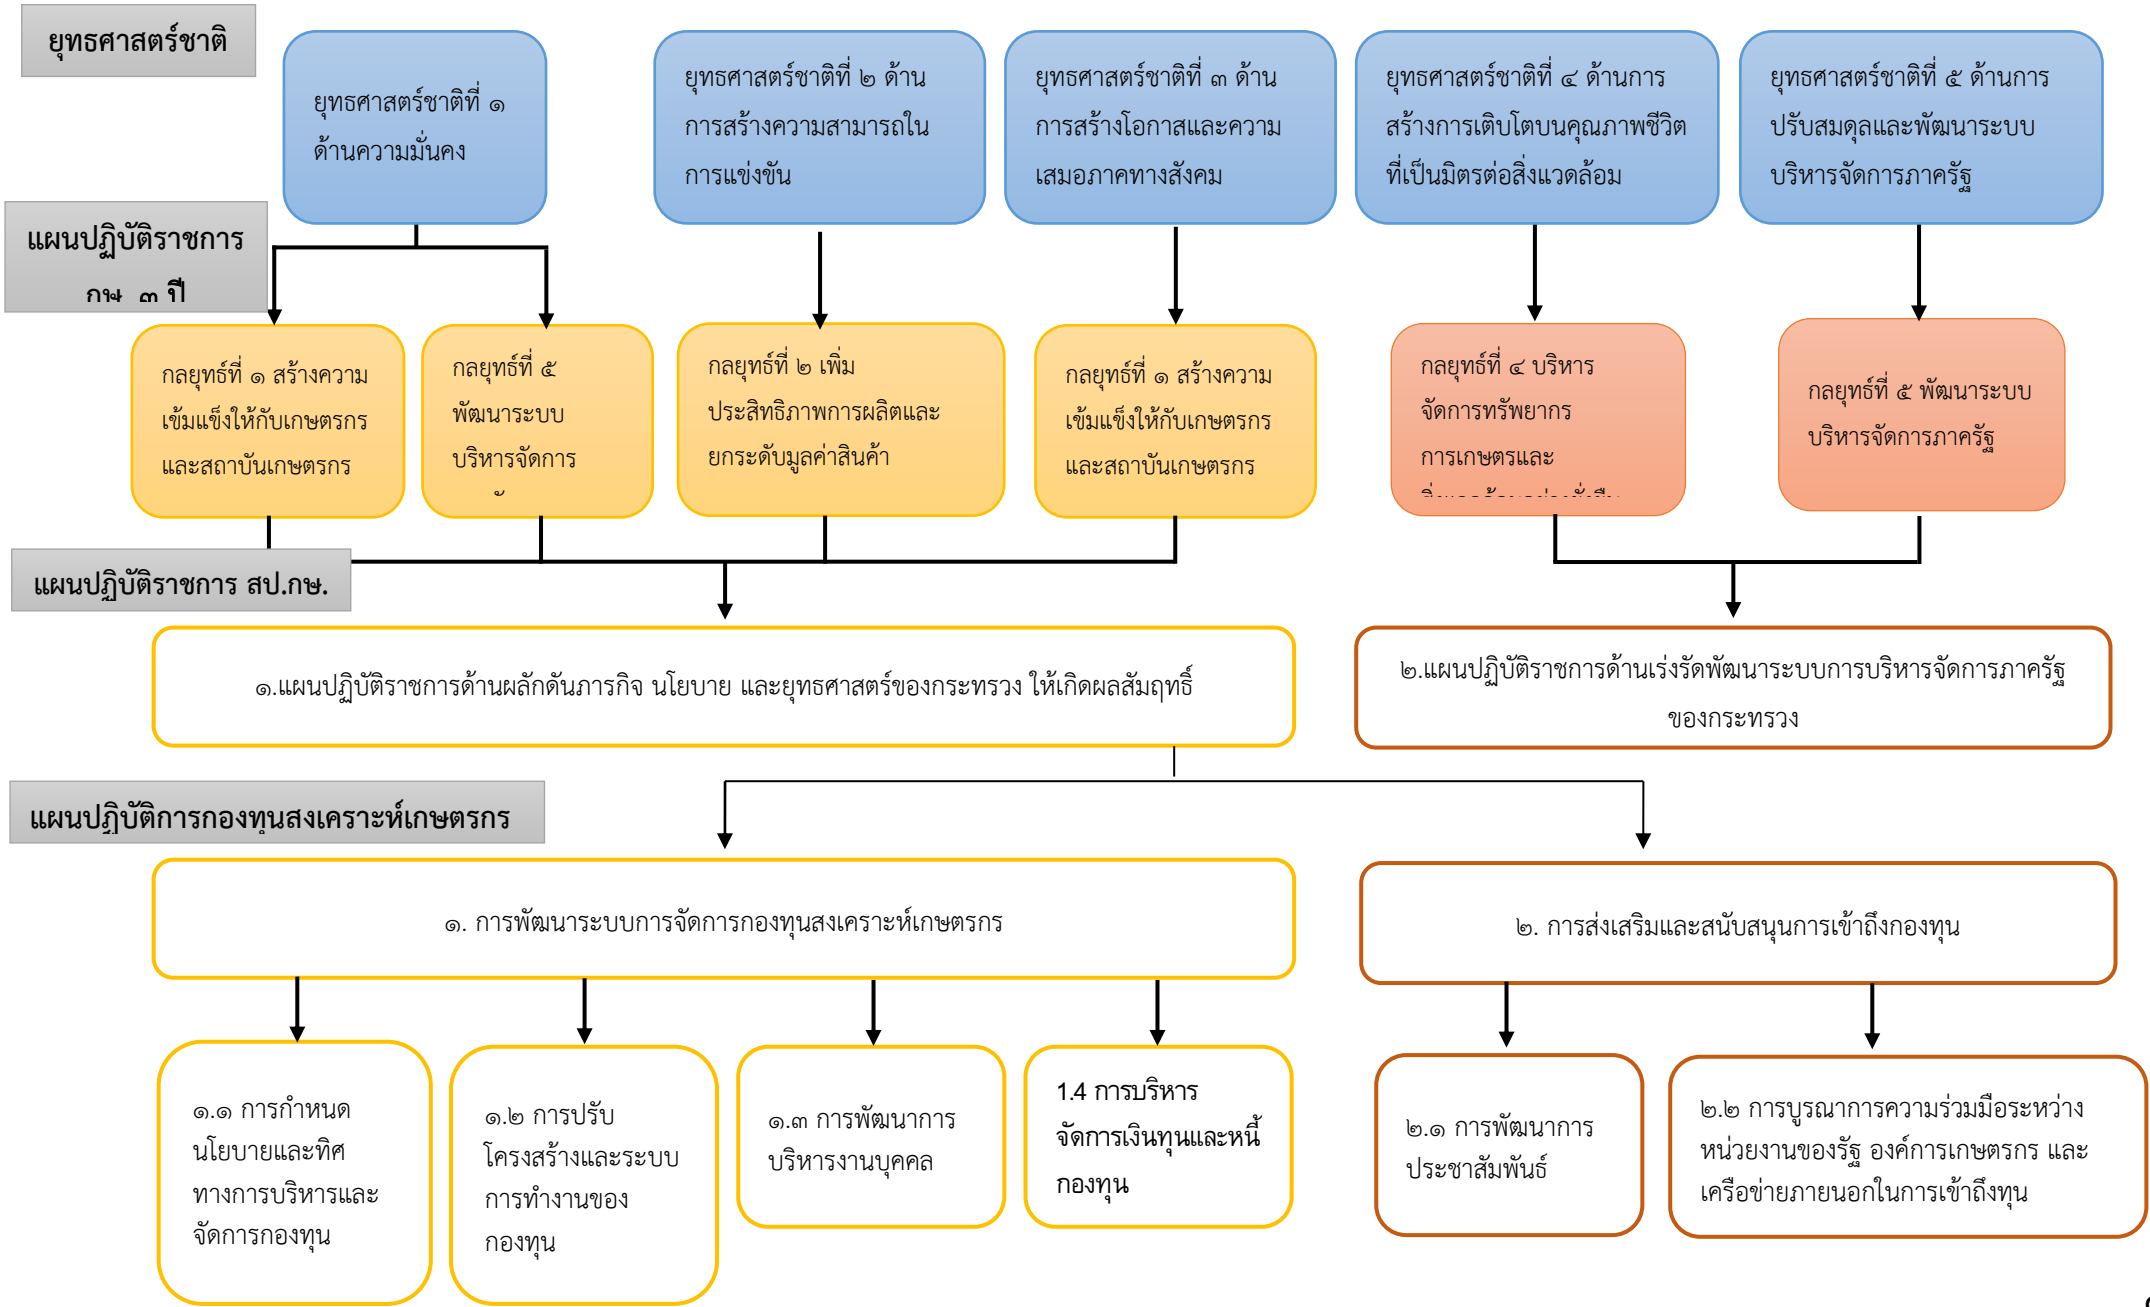 ยุทธศาสตร์ชาติ
ยุทธศาสตร์ชาติที่ ๑
ด้านความมั่นคง
ยุทธศาสตร์ชาติที่ ๒ ด้าน
การสร้างความสามารถใน
การแข่งขัน
ยุทธศาสตร์ชาติที่ ๓ ด้าน
การสร้างโอกาสและความ
เสมอภาคทางสังคม
ยุทธศาสตร์ชาติที่ ๔ ด้านการ
สร้างการเติบโตบนคุณภาพชีวิต
ที่เป็นมิตรต่อสิ่งแวดล้อม
ยุทธศาสตร์ชาติที่ ๕ ด้านการ
ปรับสมดุลและพัฒนาระบบ
บริหารจัดการภาครัฐ
แผนปฏิบัติราชการ
กษ. ๓ ปี
กลยุทธ์ที่ ๑ สร้างความ
เข้มแข็งให้กับเกษตรกร
และสถาบันเกษตรกร
กลยุทธ์ที่ ๕
พัฒนาระบบ
บริหารจัดการ
กลยุทธ์ที่ ๒ เพิ่ม
ประสิทธิภาพการผลิตและ
ยกระดับมูลค่าสินค้า
กลยุทธ์ที่ ๑ สร้างความ
เข้มแข็งให้กับเกษตรกร
และสถาบันเกษตรกร
กลยุทธ์ที่ ๔ บริหาร
จัดการทรัพยากร
การเกษตรและ
สิ่งแวดล้อมอย่างยั่งยืน
กลยุทธ์ที่ ๕ พัฒนาระบบ
บริหารจัดการภาครัฐ
แผนปฏิบัติราชการ สป.กษ.
๑.แผนปฏิบัติราชการด้านผลักดันภารกิจ นโยบาย และยุทธศาสตร์ของกระทรวง ให้เกิดผลสัมฤทธิ์
๒.แผนปฏิบัติราชการด้านเร่งรัดพัฒนาระบบการบริหารจัดการภาครัฐ
ของกระทรวง
แผนปฏิบัติการกองทุนสงเคราะห์เกษตรกร
๑. การพัฒนาระบบการจัดการกองทุนสงเคราะห์เกษตรกร
๒. การส่งเสริมและสนับสนุนการเข้าถึงกองทุน
๑.๑ การกำหนด
นโยบายและทิศ
ทางการบริหารและ
จัดการกองทุน
๑.๒ การปรับ
โครงสร้างและระบบ
การทำงานของ
กองทุน
๑.๓ การพัฒนาการ
บริหารงานบุคคล
1.4 การบริหาร
จัดการเงินทุนและหนี้
กองทุน
๒.๑ การพัฒนาการ
ประชาสัมพันธ์
๒.๒ การบูรณาการความร่วมมือระหว่าง
หน่วยงานของรัฐ องค์การเกษตรกร และ
เครือข่ายภายนอกในการเข้าถึงทุน